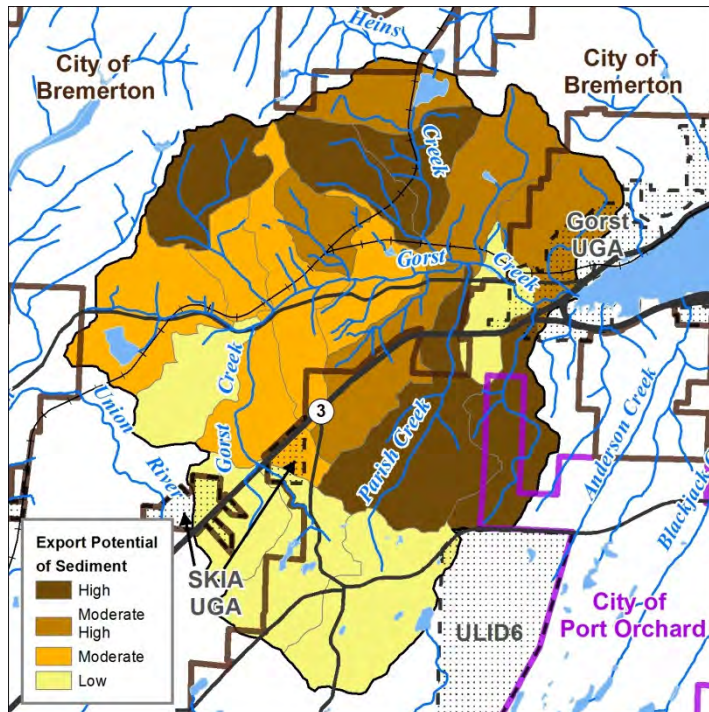 Heins
City of
Bremerton
City of
Bremerton
Creek
Gorst
UGA
Gorst
Creek
Creek
Union
River
Gorst
3
Parish Creek
Anderson Creek
Blackjack
Export Potential
of Sediment
High
Moderate
High
Moderate
Low
SKIA
UGA
ULID6
City of
Port Orchard